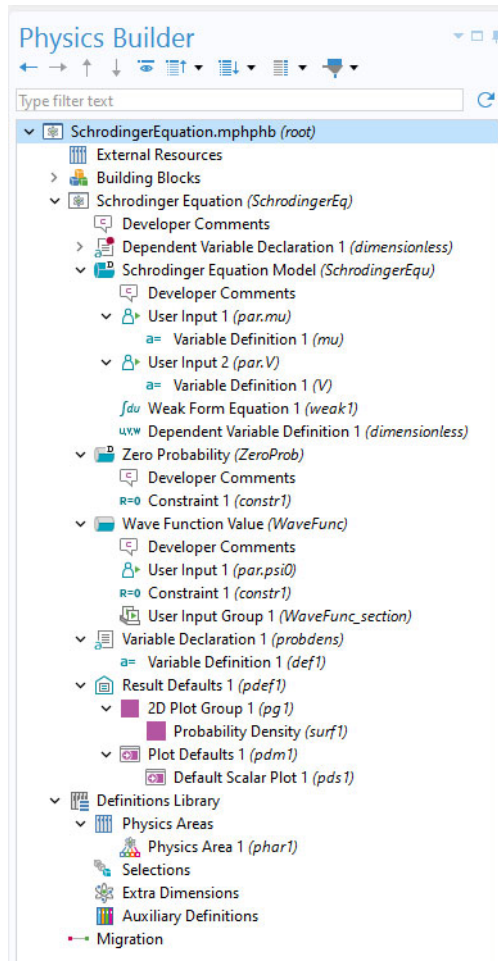 Physics Builder
Type filter text
SchrodingerEquation.mphphb (root)
External Resources
Building Blocks
Schrodinger Equation (SchrodingerEq)
Developer Comments
Dependent Variable Declaration 1 (dimensionless)
D Schrodinger Equation Model (SchrodingerEqu)
Developer Comments
User Input 1 (par.mu)
a= Variable Definition 1 (mu)
User Input 2 (par.V)
a= Variable Definition 1 (V)
∫du Weak Form Equation 1 (weak1)
u,v,w Dependent Variable Definition 1 (dimensionless)
D Zero Probability (ZeroProb)
Developer Comments
R=0 Constraint 1 (constr1)
Wave Function Value (WaveFunc)
Developer Comments
User Input 1 (par.psi0)
R=0 Constraint 1 (constr1)
User Input Group 1 (WaveFunc_section)
Variable Declaration 1 (probdens)
a= Variable Definition 1 (def1)
Result Defaults 1 (pdef1)
2D Plot Group 1 (pg1)
Probability Density (surf1)
Plot Defaults 1 (pdm1)
Default Scalar Plot 1 (pds1)
Definitions Library
Physics Areas
Physics Area 1 (phar1)
Selections
Extra Dimensions
Auxiliary Definitions
Migration